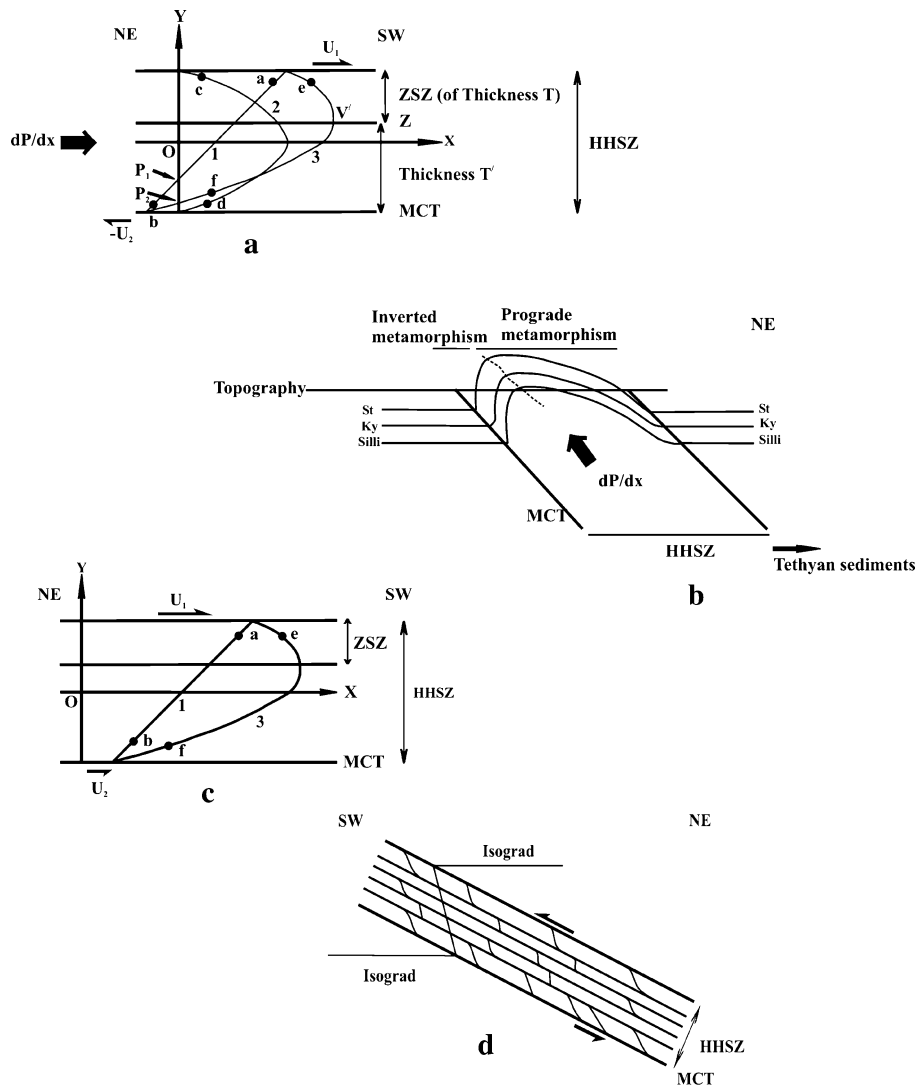 NE
Y
U1
SW
c
a
e
2
V/
ZSZ (of Thickness T)
Z
dP/dx
O
1
3
X
HHSZ
P1
P2
f
d
Thickness T/
b
MCT
-U2
a
Inverted
metamorphism
Prograde
metamorphism
NE
Topography
St
Ky
Silli
St
Ky
Silli
dP/dx
MCT
HHSZ
Tethyan sediments
b
Y
NE
U1
SW
a
e
ZSZ
O
1
3
X
HHSZ
b
f
MCT
U2
c
SW
NE
Isograd
Isograd
HHSZ
MCT
d